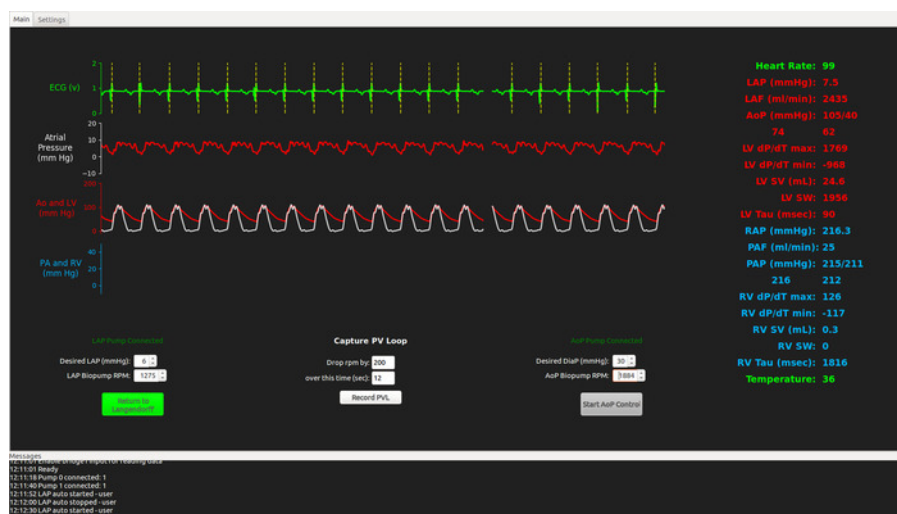 Main Settings
ECG (v)
2
1
0
Atrial
Pressure
(mm Hg)
20
10
0
−10
Ao and LV
(mm Hg)
200
100
0
PA and RV
(mm Hg)
40
20
0
Heart Rate: 99
LAP (mmHg): 7.5
LAF (ml/min): 2435
AoP (mmHg): 105/40
74 62
LV dP/dT max: 1769
LV dP/dT min: -968
LV SV (mL): 24.6
LV SW: 1956
LV Tau (msec): 90
RAP (mmHg): 216.3
PAF (ml/min): 25
PAP (mmHg): 215/211
216 212
RV dP/dT max: 126
RV dP/dT min: -117
RV SV (mL): 0.3
RV SW: 0
RV Tau (msec): 1816
Temperature: 36
LAP Pump Connected
Desired LAP (mmHg): 6
LAP Biopump RPM: 1275
Return to
Langendorff
Capture PV Loop
Drop rpm by: 200
over this time (sec): 12
Record PVL
AoP Pump Connected
Desired DiaP (mmHg): 30
AoP Biopump RPM: 1884
Start AoP Control
Messages
12:11:01 Enable bridge1 input for reading data
12:11:01 Ready
12:11:18 Pump 0 connected: 1
12:11:40 Pump 1 connected: 1
12:11:52 LAP auto started - user
12:12:00 LAP auto stopped - user
12:12:30 LAP auto started - user